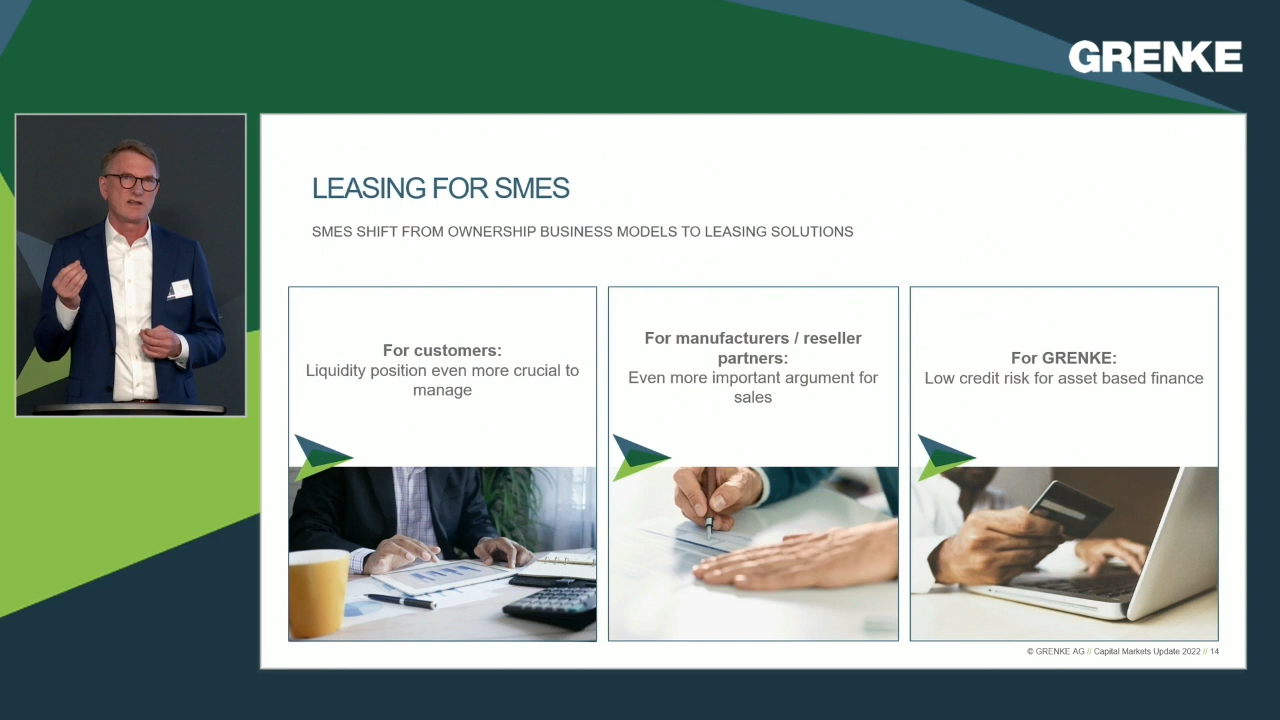 GRENKE
LEASING FOR SMES
SMES SHIFT FROM OWNERSHIP BUSINESS MODELS TO LEASING SOLUTIONS
For customers:
Liquidity position even more crucial to
manage
For manufacturers / reseller
partners:
Even more important argument for
sales
For GRENKE:
Low credit risk for asset based finance
© GRENKE AG // Capital Markets Update 2022 // 14